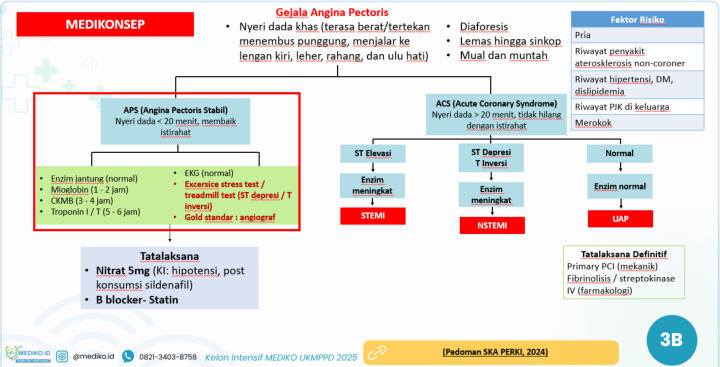 MEDIKONSEP
Gejala Angina Pectoris
• Nyeri dada khas (terasa berat/tertekan
menembus punggung, menjalar ke
lengan kiri, leher, rahang, dan ulu hati)
• Diaforesis
• Lemas hingga sinkop
• Mual dan muntah
Faktor Risiko
Pria
Riwayat penyakit
aterosklerosis non-coroner
Riwayat hipertensi, DM,
dislipidemia
Riwayat PJK di keluarga
Merokok
APS (Angina Pectoris Stabil)
Nyeri dada < 20 menit, membaik
istirahat
• Enzim jantung (normal)
• Mioglobin (1 - 2 jam)
• CKMB (3 - 4 jam)
• Troponin I / T (5 - 6 jam)
• EKG (normal)
• Excersice stress test /
treadmill test (ST depresi / T
inversi)
• Gold standar : angiograf
Tatalaksana
• Nitrat 5mg (KI: hipotensi, post
konsumsi sildenafil)
• B blocker- Statin
ACS (Acute Coronary Syndrome)
Nyeri dada > 20 menit, tidak hilang
dengan istirahat
ST Elevasi
Enzim
meningkat
STEMI
ST Depresi
T Inversi
Enzim
meningkat
NSTEMI
Normal
Enzim normal
UAP
Tatalaksana Definitif
Primary PCI (mekanik)
Fibrinolisis / streptokinase
IV (farmakologi)
MEDIKO.ID
@mediko.id
0821-3403-8758
Kelon Intensif MEDIKO UKMPPD 2025
(Pedoman SKA PERKI, 2024)
3B